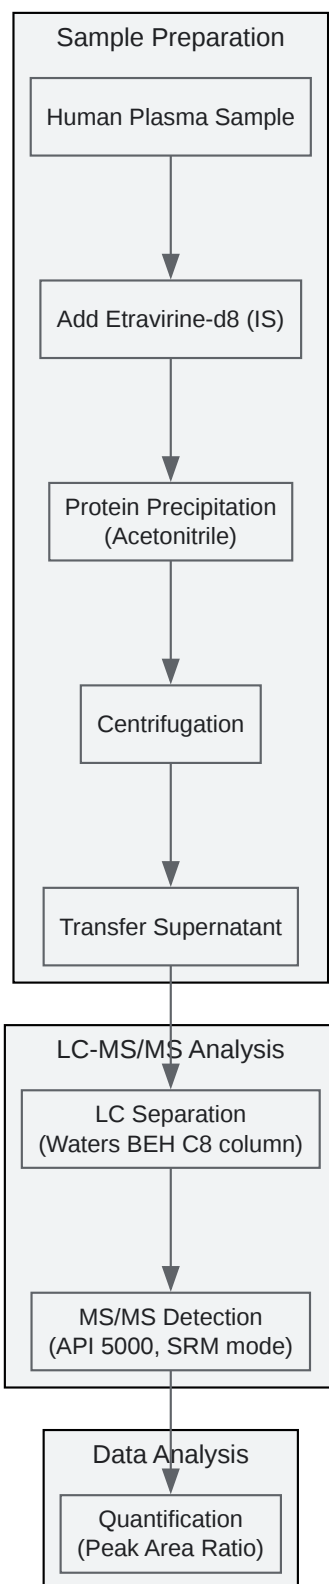 Sample Preparation
Human Plasma Sample
Add Etravirine-d8 (IS)
Protein Precipitation
(Acetonitrile)
Centrifugation
Transfer Supernatant
LC-MS/MS Analysis
LC Separation
(Waters BEH C8 column)
MS/MS Detection
(API 5000, SRM mode)
Data Analysis
Quantification
(Peak Area Ratio)